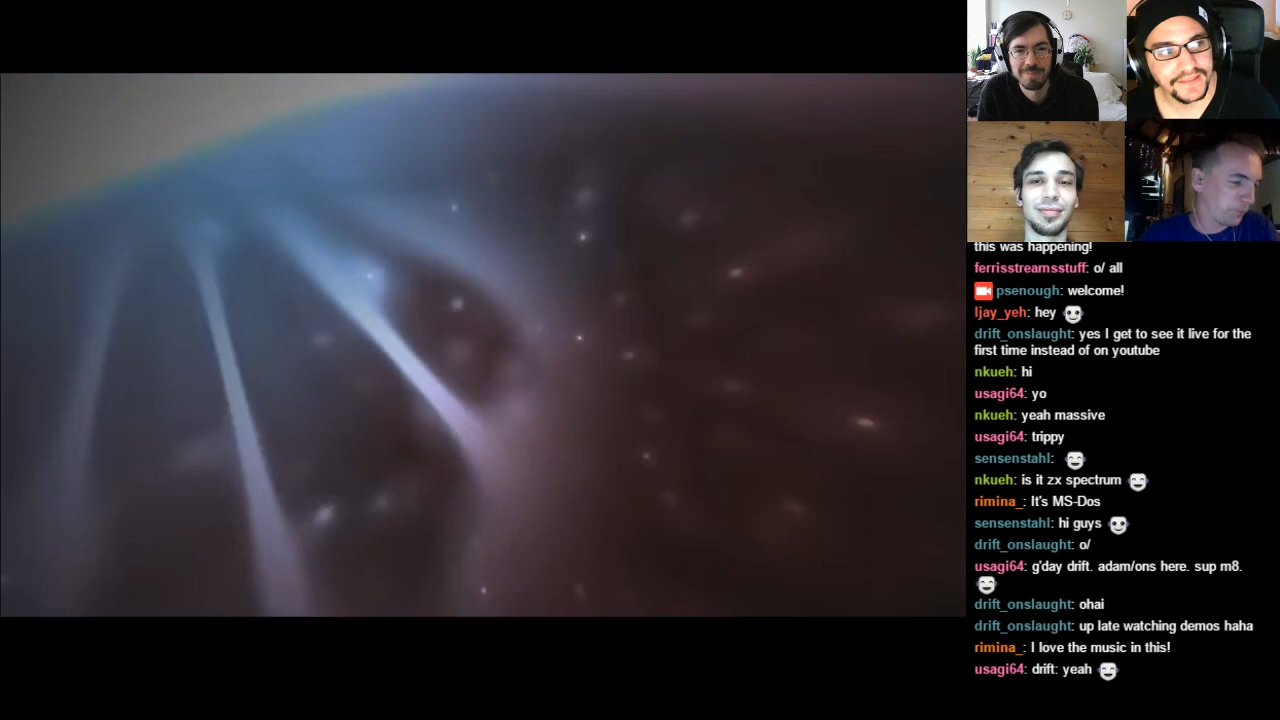 this was happening!
ferrisstreamsstuff: o/ all
psenough: welcome!
ljay_yeh: hey
drift_onslaught: yes I get to see it live for the
first time instead of on youtube
nkueh: hi
usagi64: yo
nkueh: yeah massive
usagi64: trippy
sensenstahl:
nkueh: is it zx spectrum
rimina_: It's MS-Dos
sensenstahl: hi guys
drift_onslaught: o/
usagi64: g'day drift. adam/ons here. sup m8.
drift_onslaught: ohai
drift_onslaught: up late watching demos haha
rimina_: I love the music in this!
usagi64: drift: yeah